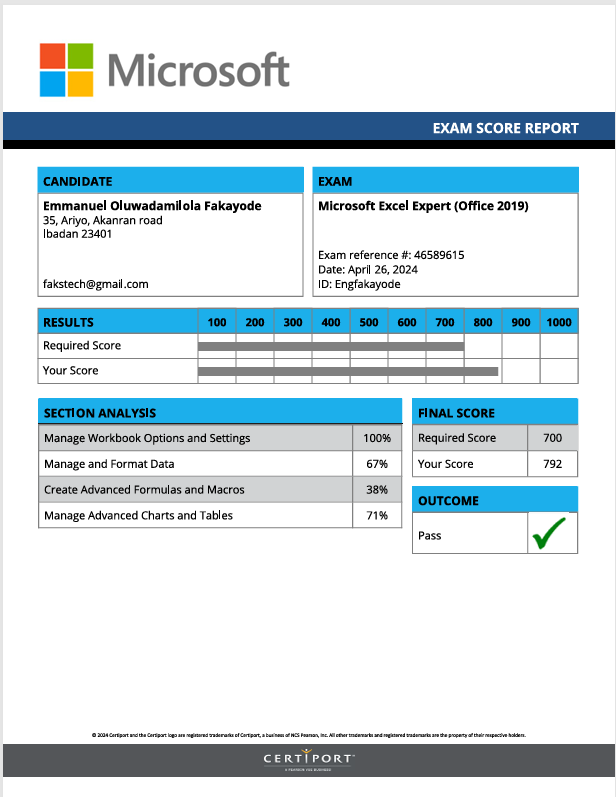 Microsoft
EXAM SCORE REPORT
CANDIDATE
Emmanuel Oluwadamilola Fakayode
35, Ariyo, Akanran road
Ibadan 23401
fakstech@gmail.com
EXAM
Microsoft Excel Expert (Office 2019)
Exam reference #: 46589615
Date: April 26, 2024
ID: Engfakayode
RESULTS 100 200 300 400 500 600 700 800 900 1000
Required Score
Your Score
SECTION ANALYSIS
Manage Workbook Options and Settings 100%
Manage and Format Data 67%
Create Advanced Formulas and Macros 38%
Manage Advanced Charts and Tables 71%
FINAL SCORE
Required Score 700
Your Score 792
OUTCOME
Pass
© 2024 Certiport and the Certiport logo are registered trademarks of Certiport, a business of NCS Pearson, Inc. All other trademarks and registered trademarks are the property of their respective holders.
CERTIPORT
A PEARSON VUE BUSINESS